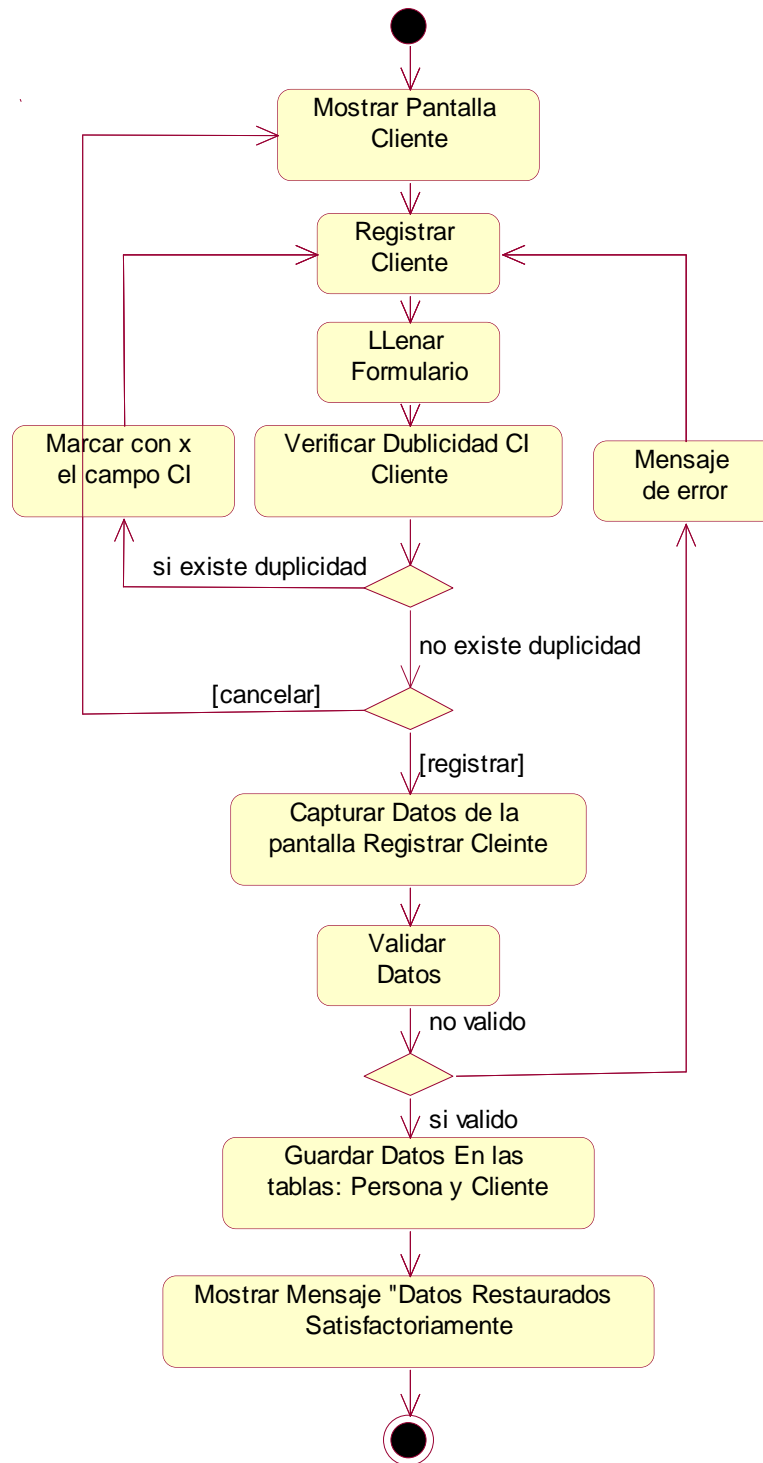 Mostrar Pantalla
Cliente
Registrar
Cliente
LLenar
Formulario
Marcar con x
el campo CI
Verificar Dublicidad CI
Cliente
Mensaje
de error
si existe duplicidad
no existe duplicidad
[cancelar]
[registrar]
Capturar Datos de la
pantalla Registrar Cleinte
Validar
Datos
no valido
si valido
Guardar Datos En las
tablas: Persona y Cliente
Mostrar Mensaje "Datos Restaurados
Satisfactoriamente